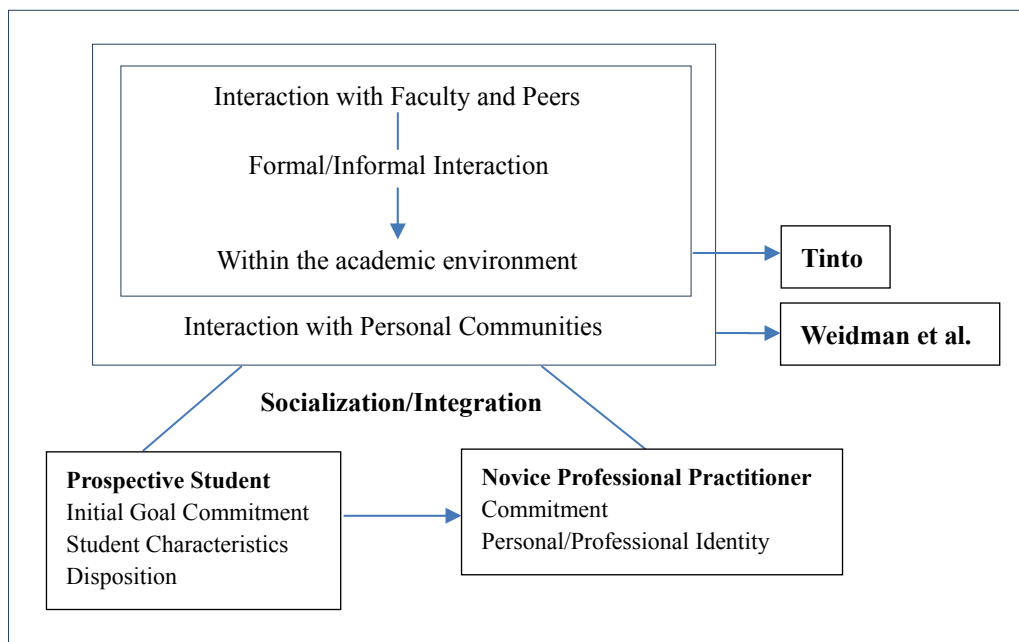 Interaction with Faculty and Peers
Formal/Informal Interaction
Within the academic environment
Tinto
Interaction with Personal Communities
Weidman et al.
Socialization/Integration
Prospective Student
Initial Goal Commitment
Student Characteristics
Disposition
Novice Professional Practitioner
Commitment
Personal/Professional Identity